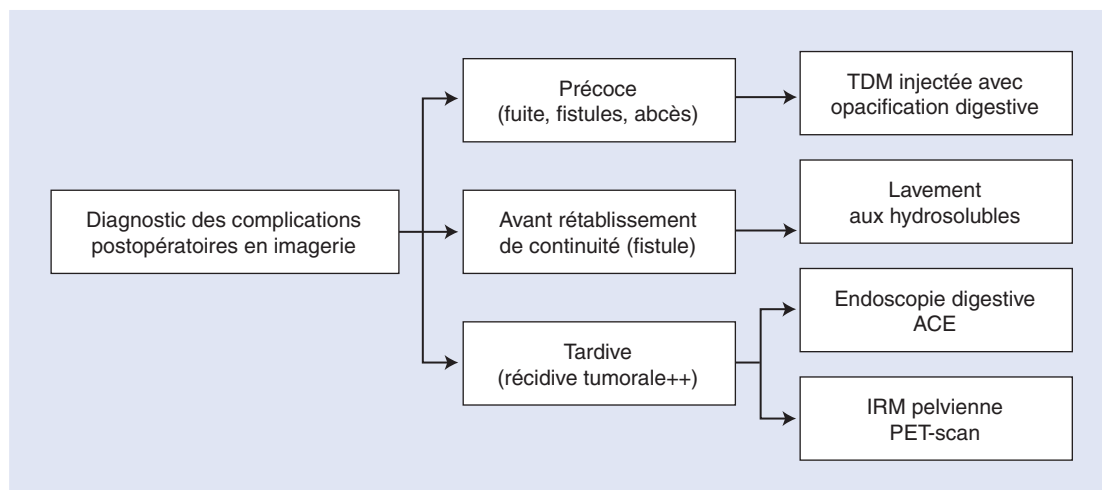 Diagnostic des complications
postopératoires en imagerie
Précoce
(fuite, fistules, abcès)
TDM injectée avec
opacification digestive
Avant rétablissement
de continuité (fistule)
Lavement
aux hydrosolubles
Tardive
(récidive tumorale++)
Endoscopie digestive
ACE
IRM pelvienne
PET-scan